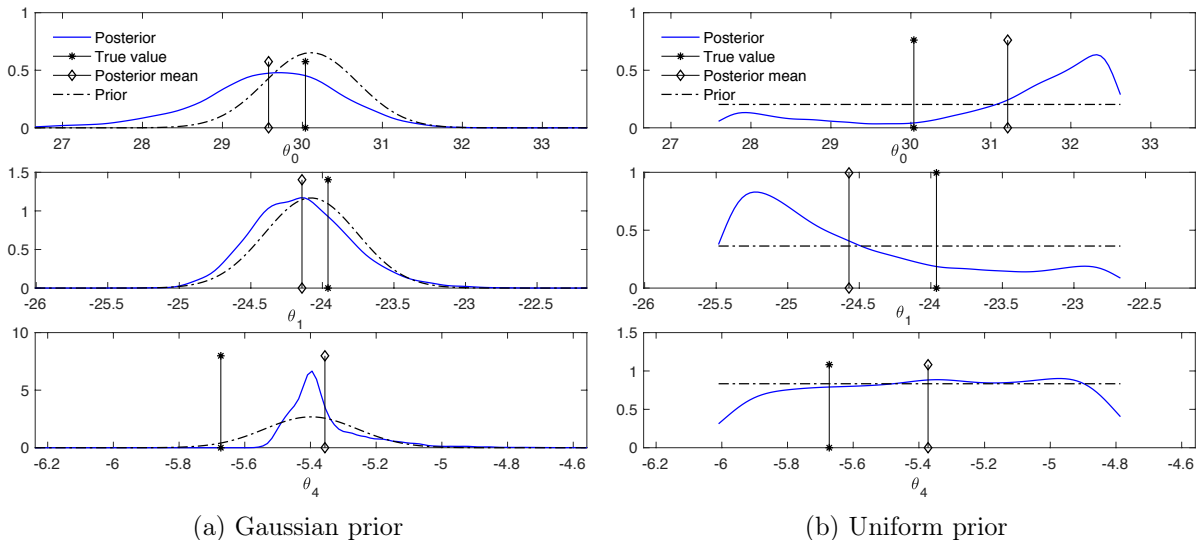 1
0.5
0
Posterior
True value
Posterior mean
Prior
27 28 29 30 31 32 33
θ0
1.5
1
0.5
0
-26 -25.5 -25 -24.5 -24 -23.5 -23 -22.5
θ1
10
5
0
-6.2 -6 -5.8 -5.6 -5.4 -5.2 -5 -4.8 -4.6
θ4
(a) Gaussian prior
1
0.5
0
Posterior
True value
Posterior mean
Prior
27 28 29 30 31 32 33
θ0
1
0.5
0
-26 -25.5 -25 -24.5 -24 -23.5 -23 -22.5
θ1
1.5
1
0.5
0
-6.2 -6 -5.8 -5.6 -5.4 -5.2 -5 -4.8 -4.6
θ4
(b) Uniform prior